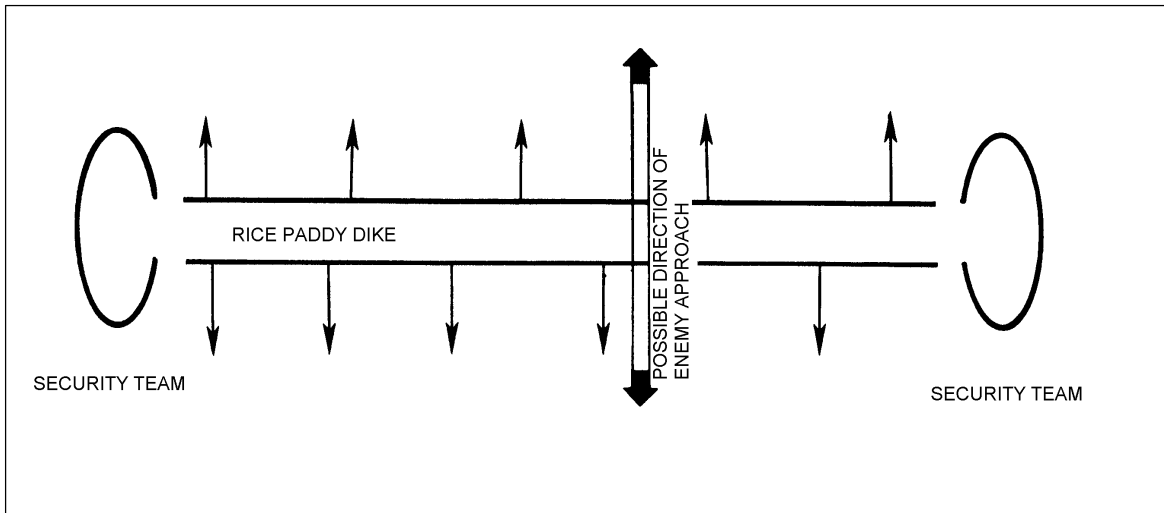 RICE PADDY DIKE
POSSIBLE DIRECTION OF
ENEMY APPROACH
SECURITY TEAM
SECURITY TEAM